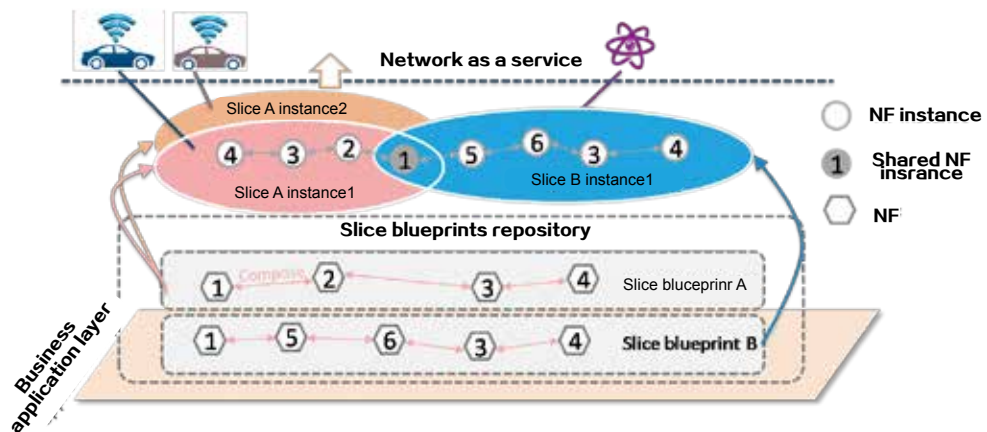 Network as a service
Slice A instance2
4 3 2 1 5 6 3 4
Slice A instance1
Slice B instance1
NF instance
1
Shared NF
insrance
NF
Slice blueprints repository
Compose
1 2 3 4
Slice bluceprinr A
1 5 6 3 4
Slice blueprint B
Business
application layer